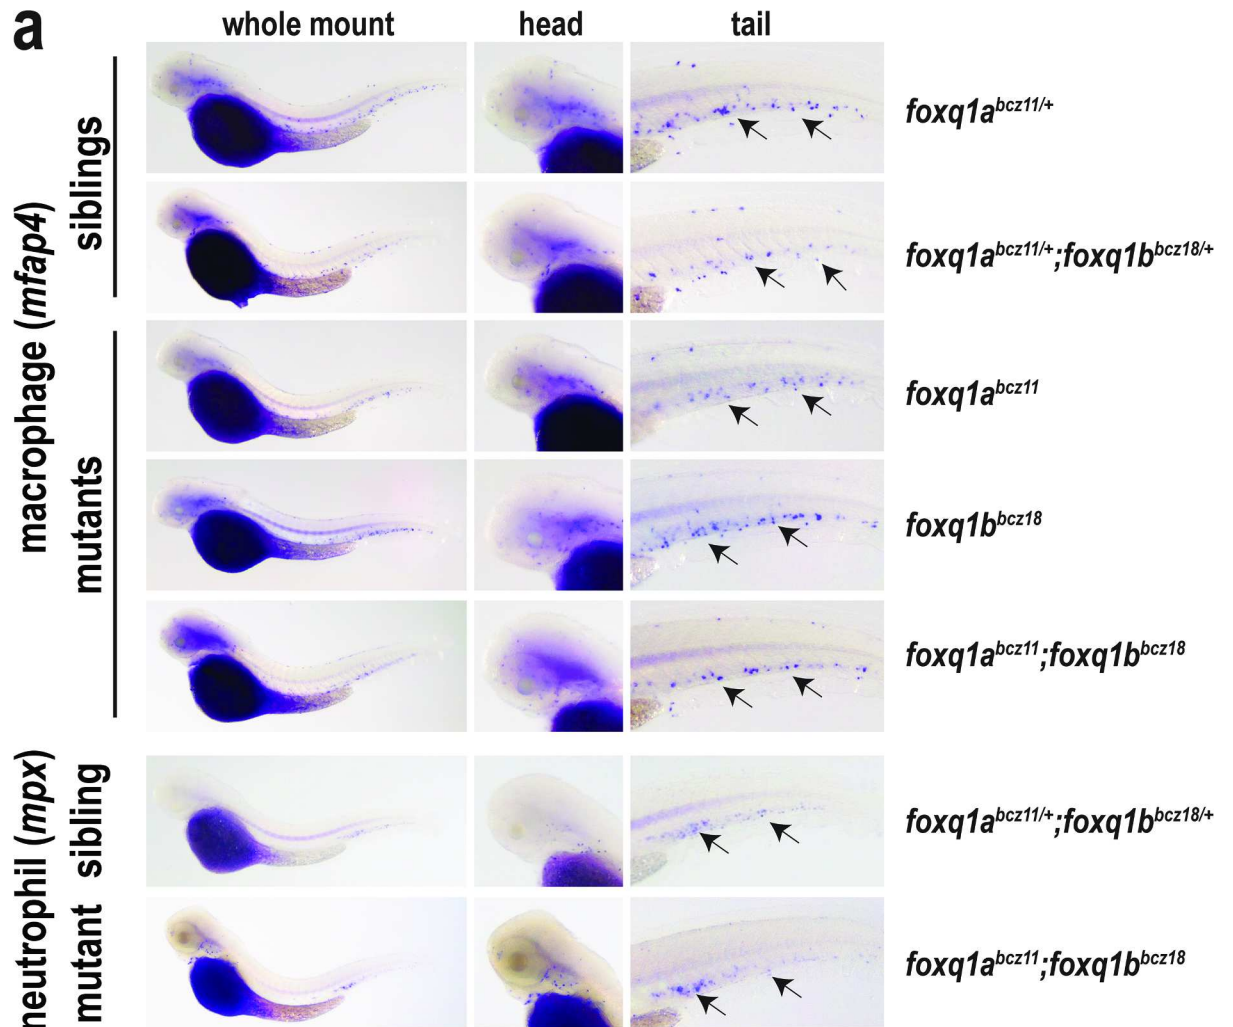 a
whole mount head tail
macrophage (mfap4)
siblings
foxq1a^bcz11/+
foxq1a^bcz11/+;foxq1b^bcz18/+
mutants
foxq1a^bcz11
foxq1b^bcz18
foxq1a^bcz11;foxq1b^bcz18
neutrophil (mpx)
sibling
foxq1a^bcz11/+;foxq1b^bcz18/+
mutant
foxq1a^bcz11;foxq1b^bcz18